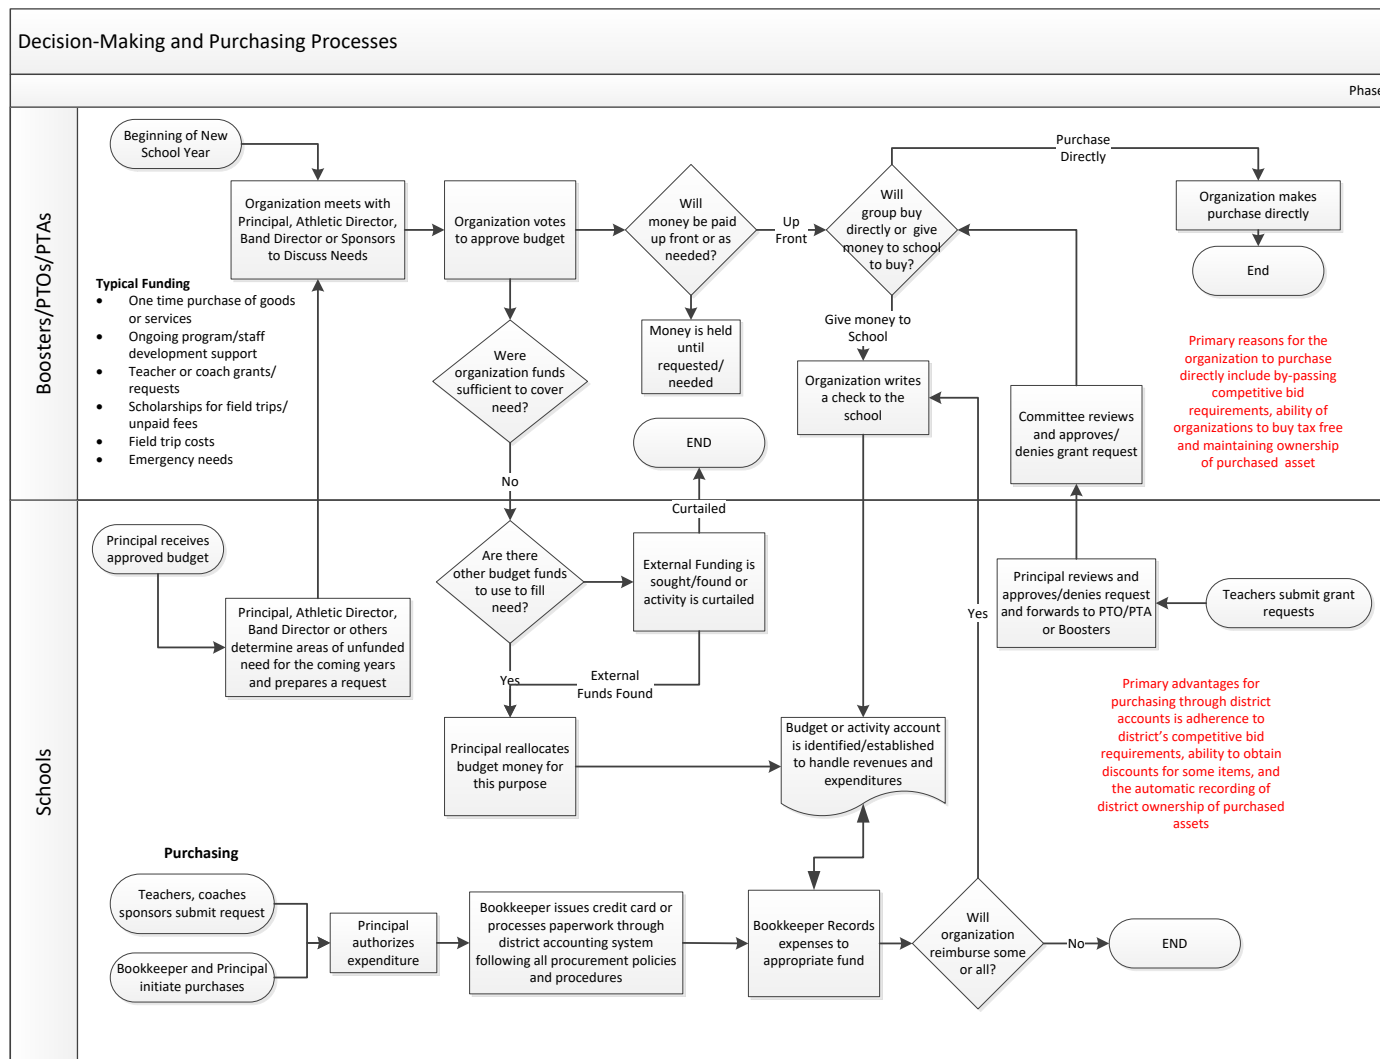 Decision-Making and Purchasing Processes
Phase
Boosters/PTOs/PTAs
Beginning of New
School Year
Organization meets with
Principal, Athletic Director,
Band Director or Sponsors
to Discuss Needs
Organization votes
to approve budget
Will
money be paid
up front or as
needed?
Up
Front
Will
group buy
directly or give
money to school
to buy?
Purchase
Directly
Organization makes
purchase directly
End
Typical Funding
• One time purchase of goods
or services
• Ongoing program/staff
development support
• Teacher or coach grants/
requests
• Scholarships for field trips/
unpaid fees
• Field trip costs
• Emergency needs
Were
organization funds
sufficient to cover
need?
Money is held
until
requested/
needed
Give money to
School
Organization writes
a check to the
school
Committee reviews
and approves/
denies grant request
Primary reasons for the
organization to purchase
directly include by-passing
competitive bid
requirements, ability of
organizations to buy tax free
and maintaining ownership
of purchased asset
END
No
Curtailed
Schools
Principal receives
approved budget
Principal, Athletic Director,
Band Director or others
determine areas of unfunded
need for the coming years
and prepares a request
Are there
other budget funds
to use to fill
need?
External Funding is
sought/found or
activity is curtailed
Yes
External
Funds Found
Yes
Principal reviews and
approves/denies request
and forwards to PTO/PTA
or Boosters
Teachers submit grant
requests
Principal reallocates
budget money for
this purpose
Budget or activity account
is identified/established
to handle revenues and
expenditures
Primary advantages for
purchasing through district
accounts is adherence to
district's competitive bid
requirements, ability to obtain
discounts for some items, and
the automatic recording of
district ownership of purchased
assets
Purchasing
Teachers, coaches
sponsors submit request
Bookkeeper and Principal
initiate purchases
Principal
authorizes
expenditure
Bookkeeper issues credit card or
processes paperwork through
district accounting system
following all procurement policies
and procedures
Bookkeeper Records
expenses to
appropriate fund
Will
organization
reimburse some
or all?
No
END